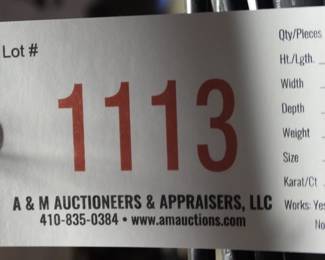 Lot #
1113
A & M AUCTIONEERS & APPRAISERS, LLC
410-835-0384 • www.amauctions.com
Qty/Pieces
Ht./Lgth.
Width
Depth
Weight
Size
Karat/Ct
Works: Yes
No